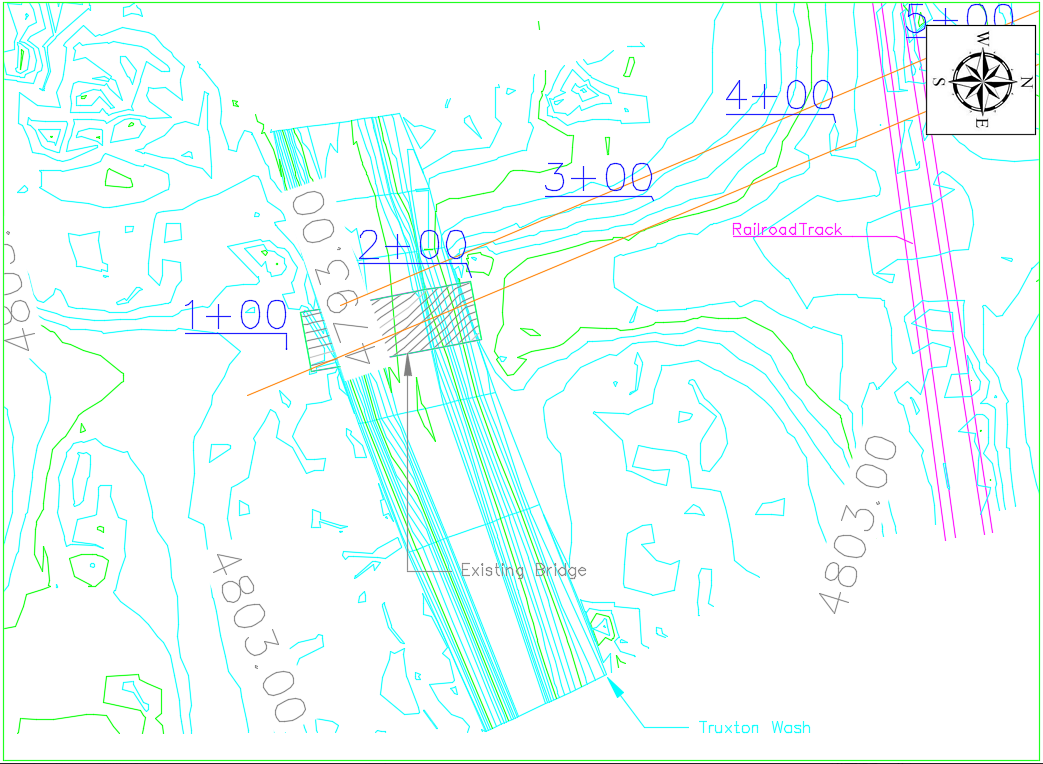 5+00
W
N
S
E
4+00
3+00
RailroadTrack
2+00
4793.00
1+00
4803.00
4803.00
Existing Bridge
Truxton Wash